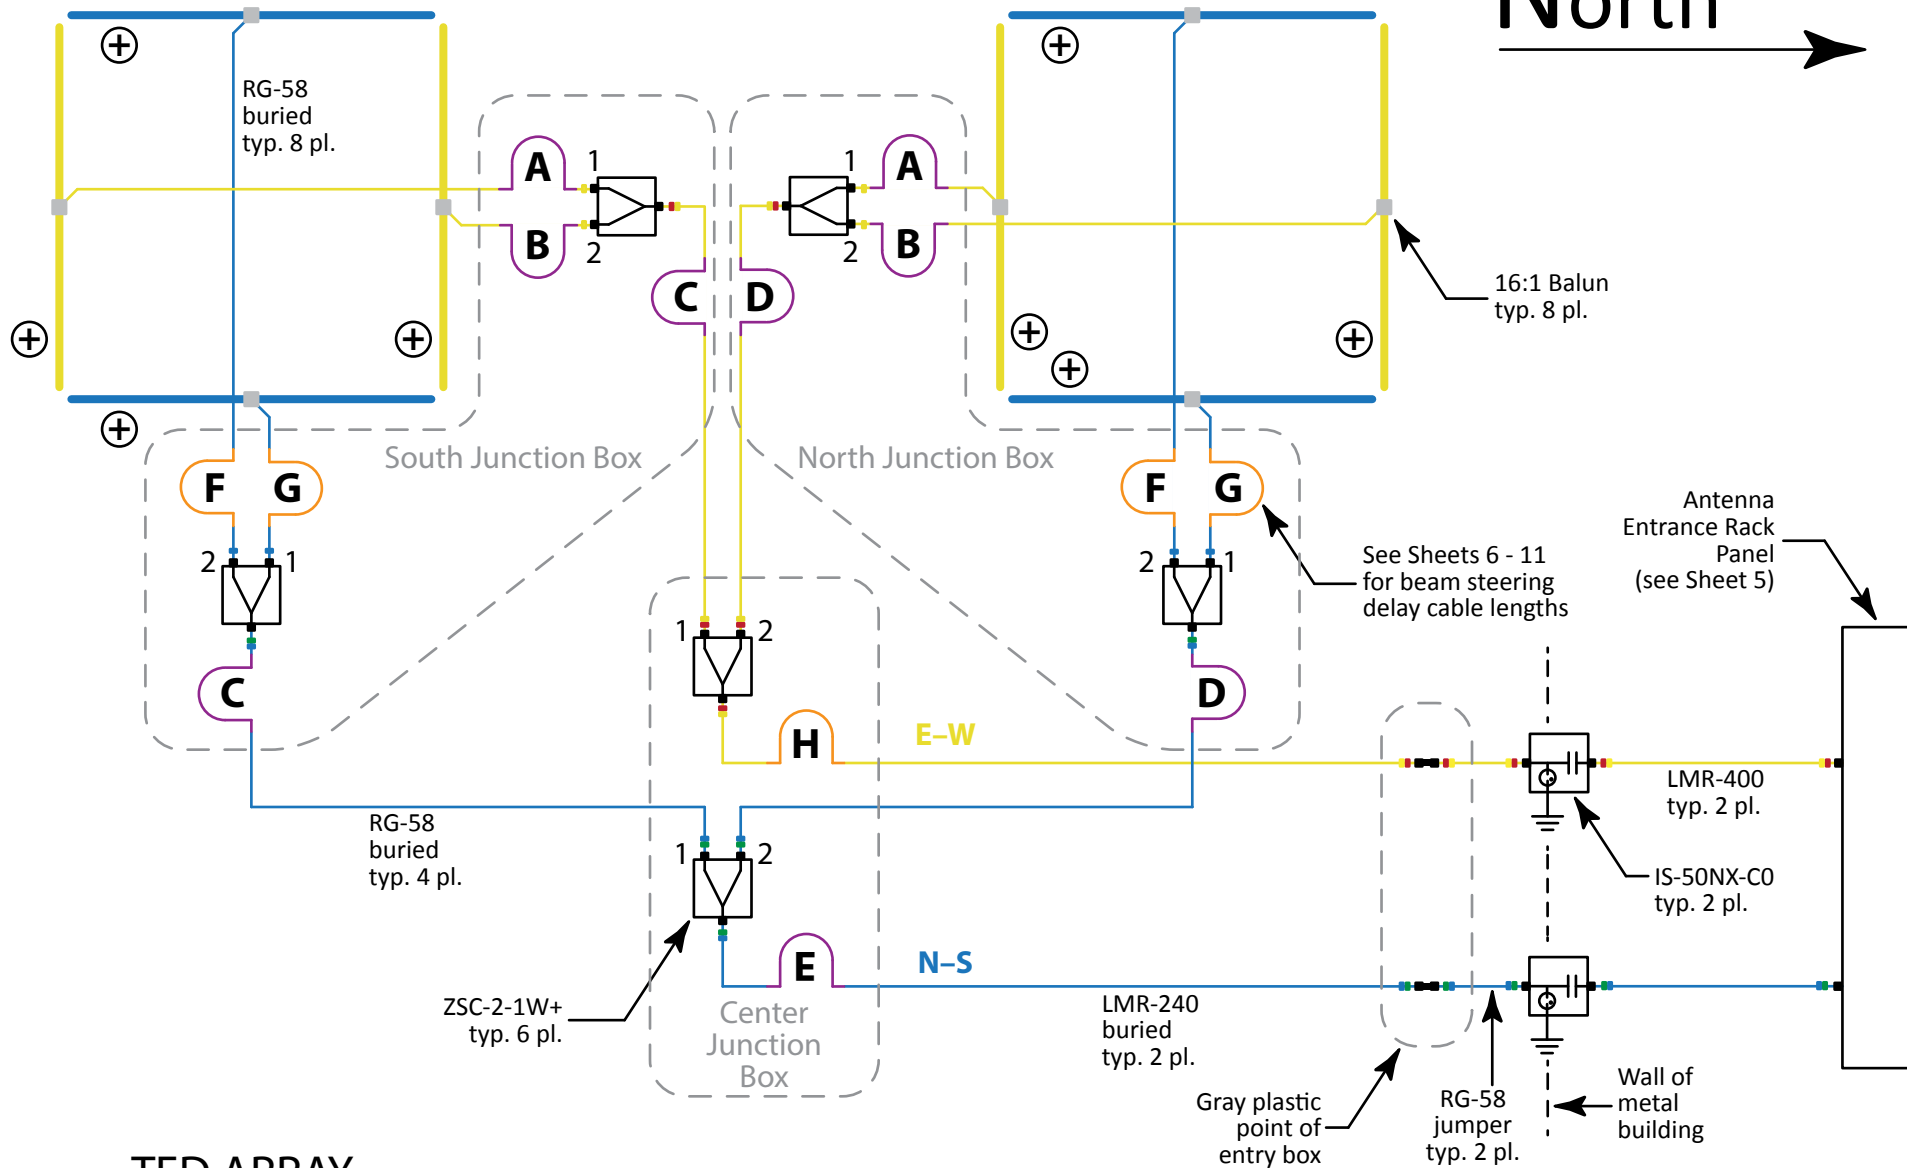 North
RG-58
buried
typ. 8 pl.
A
B
1
2
C
D
1
2
A
B
16:1 Balun
typ. 8 pl.
South Junction Box
North Junction Box
F
G
2
1
C
F
G
2
1
D
See Sheets 6 - 11
for beam steering
delay cable lengths
Antenna
Entrance Rack
Panel
(see Sheet 5)
1
2
H
E–W
LMR-400
typ. 2 pl.
RG-58
buried
typ. 4 pl.
1
2
IS-50NX-C0
typ. 2 pl.
E
N–S
ZSC-2-1W+
typ. 6 pl.
Center
Junction
Box
LMR-240
buried
typ. 2 pl.
Gray plastic
point of
entry box
RG-58
jumper
typ. 2 pl.
Wall of
metal
building
TED ARRAY